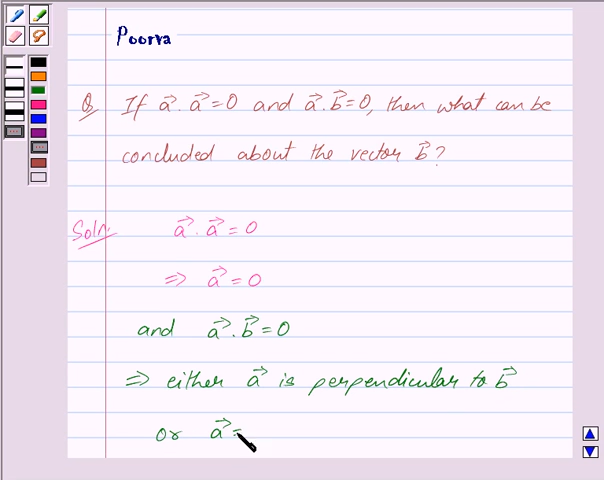 Poorva
Q If a⃗ . a⃗ = 0 and a⃗ . b⃗ = 0, then what can be
concluded about the vector b⃗ ?
Soln: a⃗ . a⃗ = 0
⇒ a⃗ = 0
and a⃗ . b⃗ = 0
⇒ either a⃗ is perpendicular to b⃗
or a⃗ =